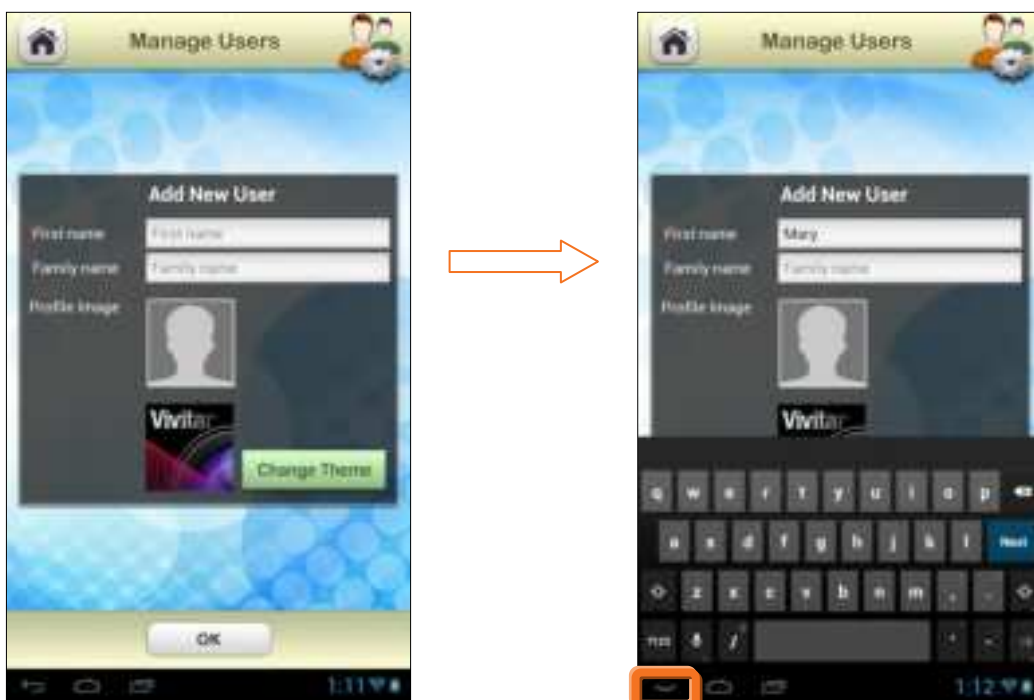 Manage Users
Add New User
First name
First name
Family name
Family name
Profile Image
Vivitar
Change Theme
OK
1:11
Manage Users
Add New User
First name
Mary
Family name
Family name
Profile Image
Vivitar
q w e r t y u i o p
a s d f g h j k l Next
z x c v b n m , .
?123 /
1:12